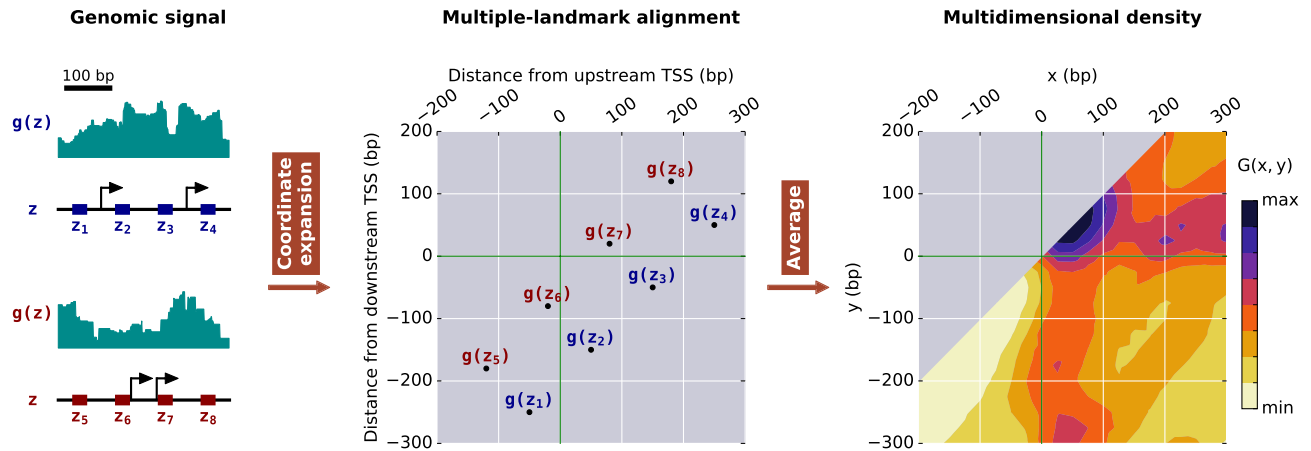 Genomic signal
100 bp
g(z)
z
z1 z2 z3 z4
g(z)
z
z5 z6 z7 z8
Coordinate
expansion
Multiple-landmark alignment
Distance from upstream TSS (bp)
−200 −100 0 100 200 300
Distance from downstream TSS (bp)
200
100
0
−100
−200
−300
g(z8)
g(z4)
g(z7)
g(z3)
g(z6)
g(z2)
g(z5)
g(z1)
Average
Multidimensional density
x (bp)
−200 −100 0 100 200 300
y (bp)
200
100
0
−100
−200
−300
G(x, y)
max
min